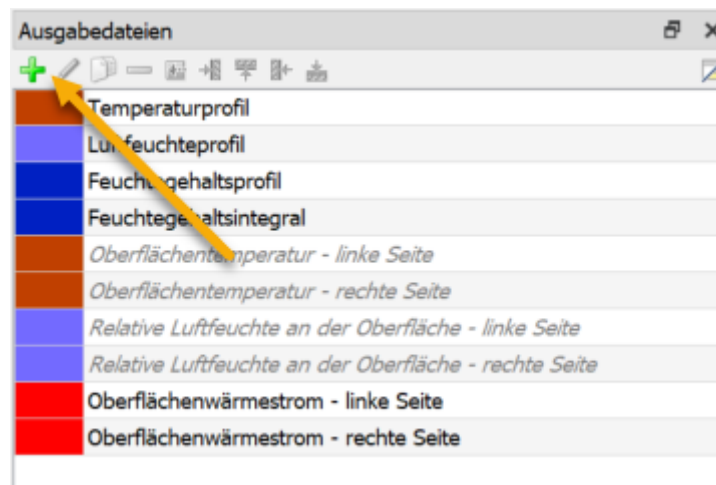 Ausgabedateien
Temperaturprofil
Luftfeuchteprofil
Feuchtegehaltsprofil
Feuchtegehaltsintegral
Oberflächentemperatur - linke Seite
Oberflächentemperatur - rechte Seite
Relative Luftfeuchte an der Oberfläche - linke Seite
Relative Luftfeuchte an der Oberfläche - rechte Seite
Oberflächenwärmestrom - linke Seite
Oberflächenwärmestrom - rechte Seite